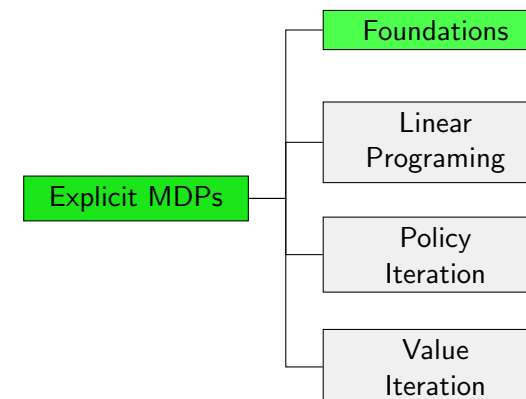 Foundations
Linear
Programing
Explicit MDPs
Policy
Iteration
Value
Iteration